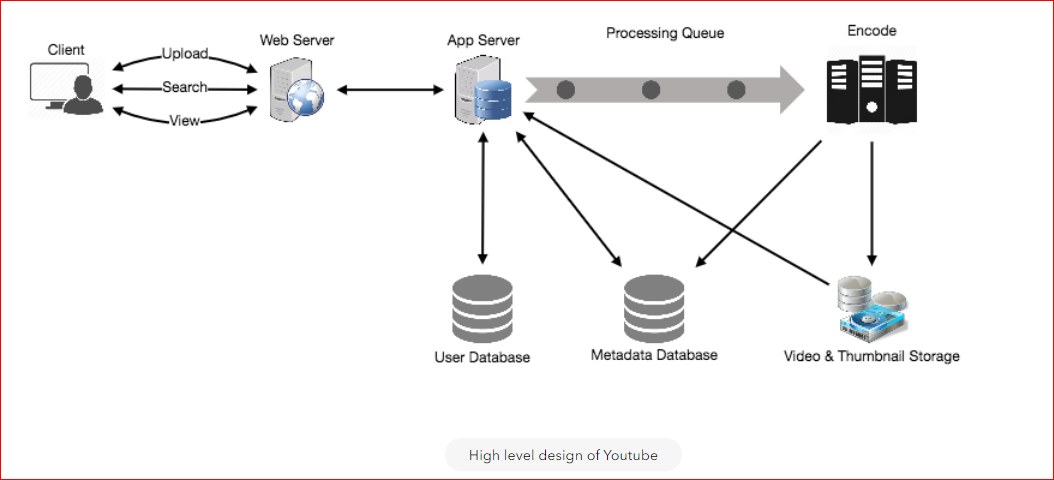 Client
Upload
Search
View
Web Server
App Server
Processing Queue
Encode
User Database
Metadata Database
Video & Thumbnail Storage
High level design of Youtube